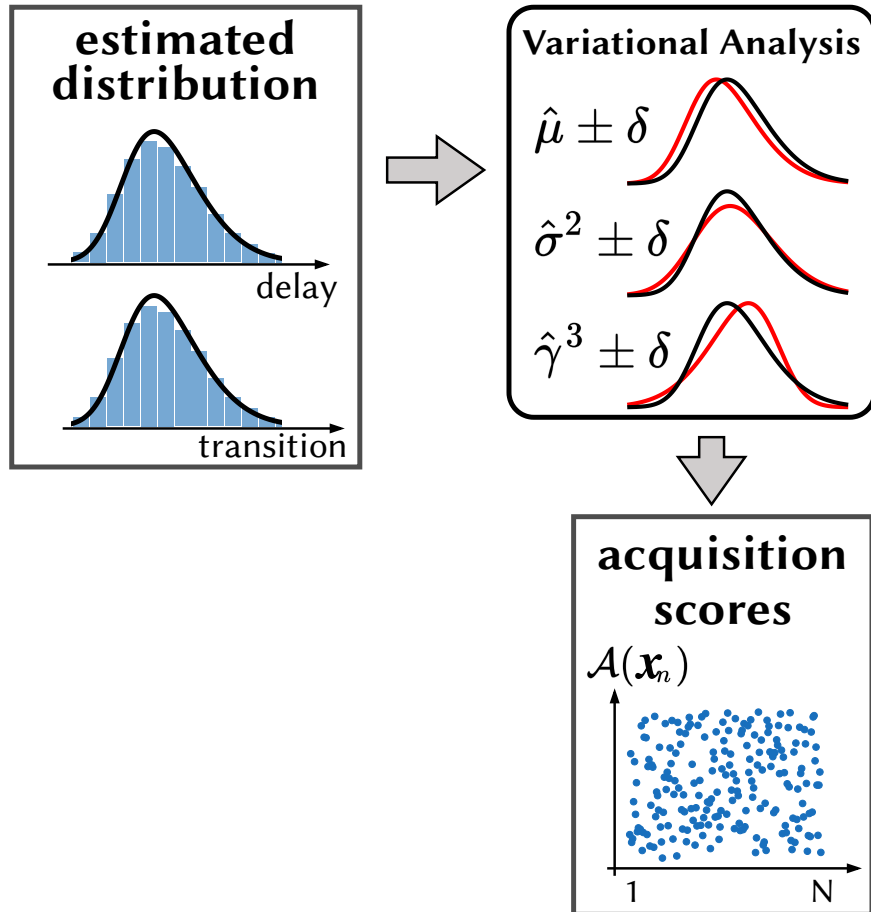 estimated
distribution
delay
transition
Variational Analysis
μ̂ ± δ
σ̂² ± δ
γ̂³ ± δ
acquisition
scores
𝒜(𝒙ₙ)
1 N